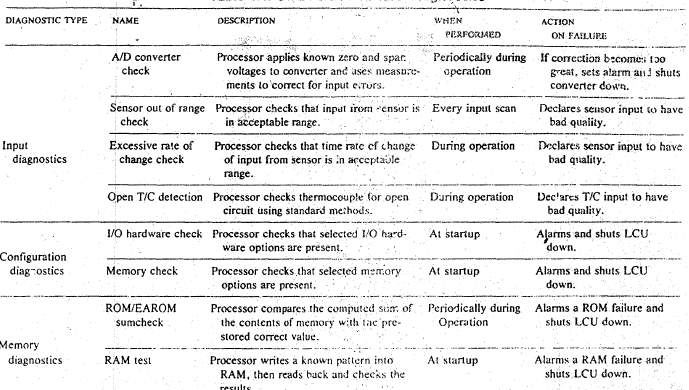 DIAGNOSTIC TYPE NAME DESCRIPTION WHEN PERFORMED ACTION ON FAILURE
Input diagnostics
A/D converter check
Processor applies known zero and span
voltages to converter and uses measure-
ments to correct for input errors.
Periodically during
operation
If correction becomes too
great, sets alarm and shuts
converter down.
Sensor out of range
check
Processor checks that input from sensor is
in acceptable range.
Every input scan
Declares sensor input to have
bad quality.
Excessive rate of
change check
Processor checks that time rate of change
of input from sensor is in acceptable
range.
During operation
Declares sensor input to have
bad quality.
Open T/C detection
Processor checks thermocouple for open
circuit using standard methods.
During operation
Declares T/C input to have
bad quality.
Configuration
diagnostics
I/O hardware check
Processor checks that selected I/O hard-
ware options are present.
At startup
Alarms and shuts LCU
down.
Memory check
Processor checks that selected memory
options are present.
At startup
Alarms and shuts LCU
down.
Memory
diagnostics
ROM/EAROM
sumcheck
Processor compares the computed sum of
the contents of memory with the pre-
stored correct value.
Periodically during
Operation
Alarms a ROM failure and
shuts LCU down.
RAM test
Processor writes a known pattern into
RAM, then reads back and checks the
results.
At startup
Alarms a RAM failure and
shuts LCU down.